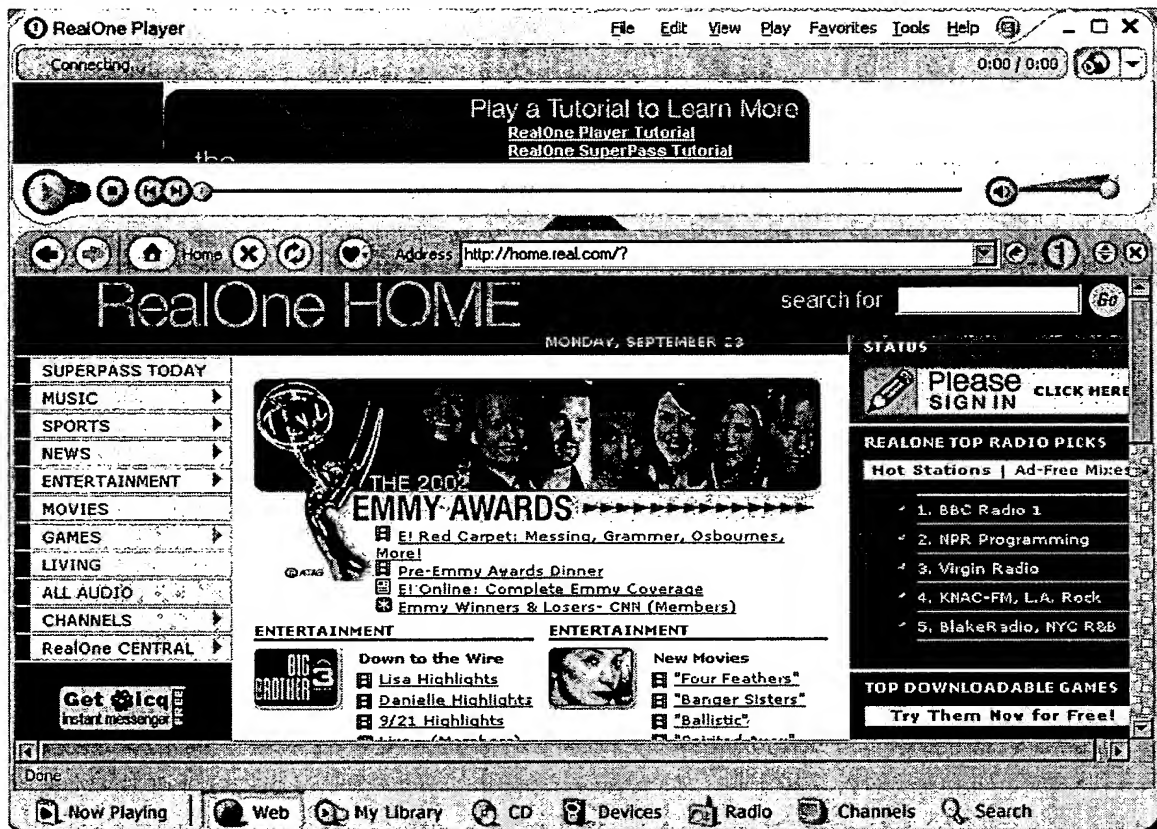 RealOne Player
File Edit View Play Favorites Tools Help
Connecting...
0:00 / 0:00
Play a Tutorial to Learn More
RealOne Player Tutorial
RealOne SuperPass Tutorial
the
Home
Address http://home.real.com/?
RealOne HOME
search for
Go
MONDAY, SEPTEMBER 23
SUPERPASS TODAY
MUSIC
SPORTS
NEWS
ENTERTAINMENT
MOVIES
GAMES
LIVING
ALL AUDIO
CHANNELS
RealOne CENTRAL
Get icq
instant messenger
THE 2002
EMMY AWARDS
E! Red Carpet: Messing, Grammer, Osbournes,
More!
Pre-Emmy Awards Dinner
E! Online: Complete Emmy Coverage
Emmy Winners & Losers- CNN (Members)
ENTERTAINMENT
BIG
BROTHER 3
Down to the Wire
Lisa Highlights
Danielle Highlights
9/21 Highlights
ENTERTAINMENT
New Movies
"Four Feathers"
"Banger Sisters"
"Ballistic"
"Spirited Away"
STATUS
Please
SIGN IN
CLICK HERE
REALONE TOP RADIO PICKS
Hot Stations | Ad-Free Mixes
1. BBC Radio 1
2. NPR Programming
3. Virgin Radio
4. KNAC-FM, L.A. Rock
5. BlakeRadio, NYC R&B
TOP DOWNLOADABLE GAMES
Try Them Now for Free!
Done
Now Playing Web My Library CD Devices Radio Channels Search